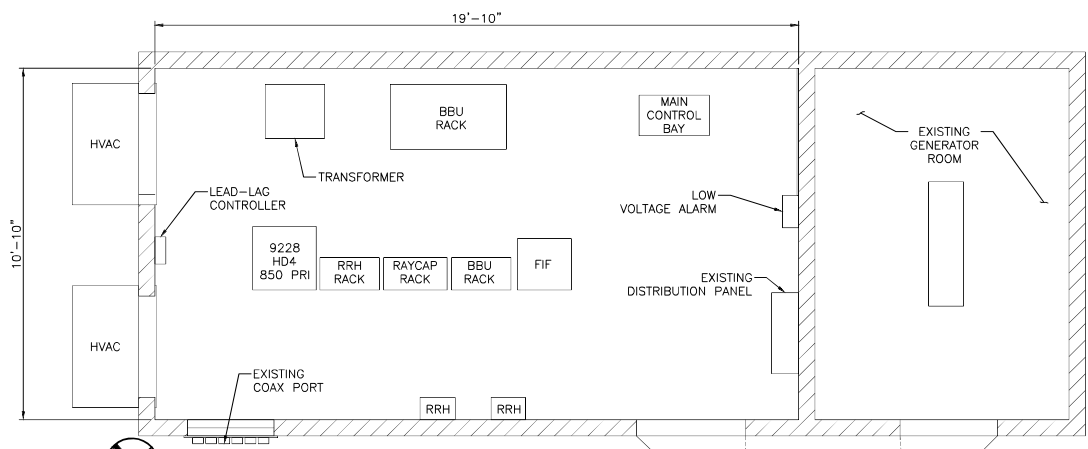 19'-10"
HVAC
BBU
RACK
MAIN
CONTROL
BAY
EXISTING
GENERATOR
ROOM
TRANSFORMER
LEAD-LAG
CONTROLLER
LOW
VOLTAGE ALARM
10'-10"
9228
HD4
850 PRI
RRH
RACK
RAYCAP
RACK
BBU
RACK
FIF
EXISTING
DISTRIBUTION PANEL
HVAC
EXISTING
COAX PORT
RRH
RRH